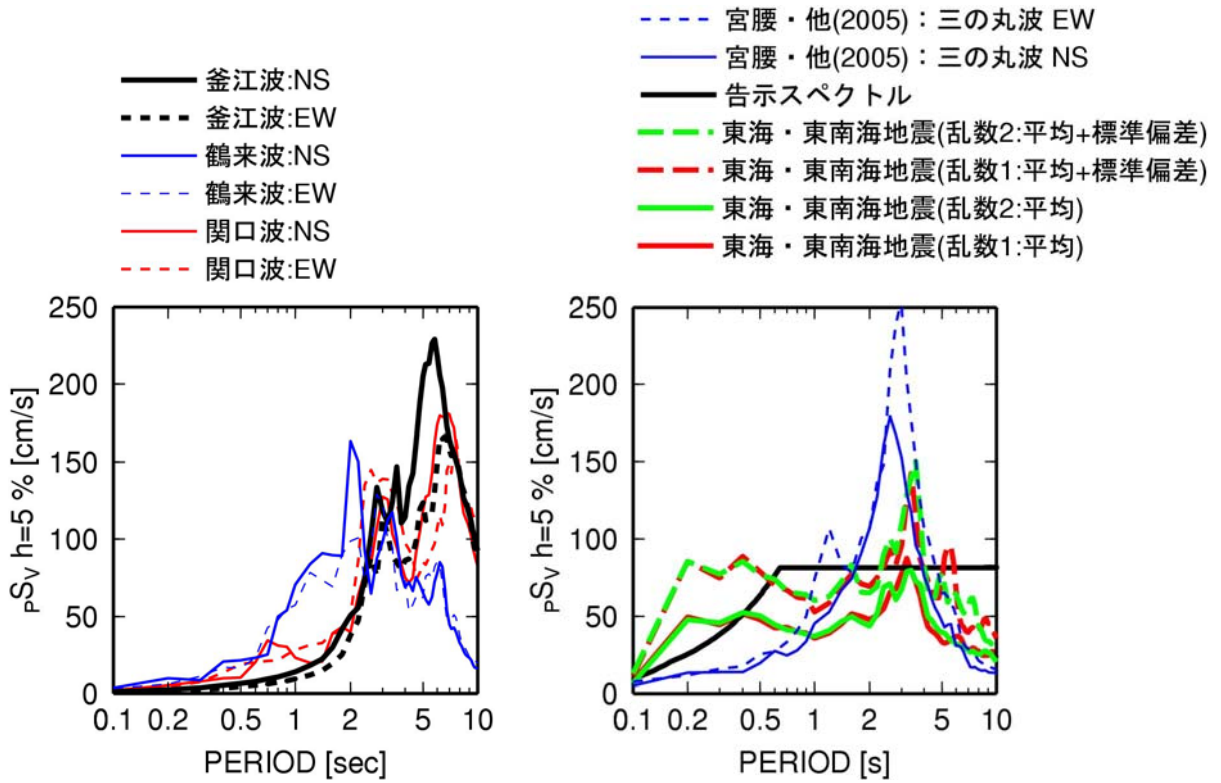 釜江波:NS
釜江波:EW
鶴来波:NS
鶴来波:EW
関口波:NS
関口波:EW
250
200
150
100
50
0
PSV h=5 % [cm/s]
0.1 0.2 0.5 1 2 5 10
PERIOD [sec]
宮腰・他(2005)：三の丸波 EW
宮腰・他(2005)：三の丸波 NS
告示スペクトル
東海・東南海地震(乱数2:平均+標準偏差)
東海・東南海地震(乱数1:平均+標準偏差)
東海・東南海地震(乱数2:平均)
東海・東南海地震(乱数1:平均)
250
200
150
100
50
0
PSV h=5 % [cm/s]
0.1 0.2 0.5 1 2 5 10
PERIOD [s]